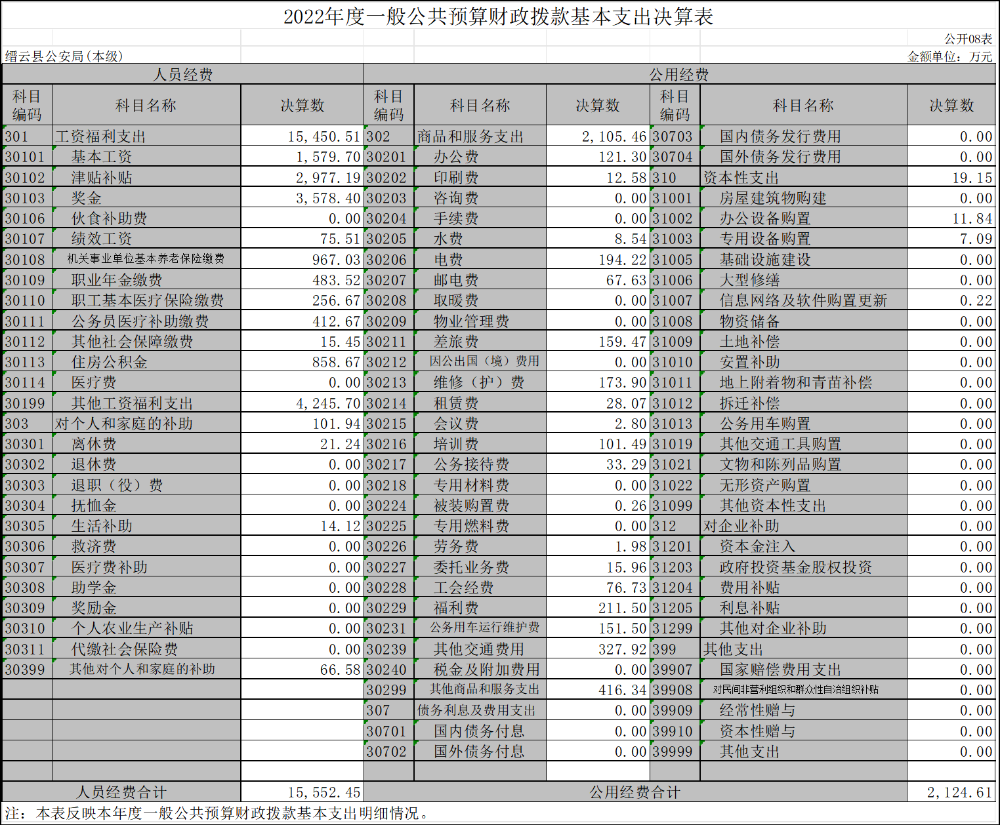 2022年度一般公共预算财政拨款基本支出决算表
公开08表
缙云县公安局(本级) 金额单位：万元
人员经费 公用经费
科目编码 科目名称 决算数 科目编码 科目名称 决算数 科目编码 科目名称 决算数
301 工资福利支出 15,450.51 302 商品和服务支出 2,105.46 30703 国内债务发行费用 0.00
30101 基本工资 1,579.70 30201 办公费 121.30 30704 国外债务发行费用 0.00
30102 津贴补贴 2,977.19 30202 印刷费 12.58 310 资本性支出 19.15
30103 奖金 3,578.40 30203 咨询费 0.00 31001 房屋建筑物购建 0.00
30106 伙食补助费 0.00 30204 手续费 0.00 31002 办公设备购置 11.84
30107 绩效工资 75.51 30205 水费 8.54 31003 专用设备购置 7.09
30108 机关事业单位基本养老保险缴费 967.03 30206 电费 194.22 31005 基础设施建设 0.00
30109 职业年金缴费 483.52 30207 邮电费 67.63 31006 大型修缮 0.00
30110 职工基本医疗保险缴费 256.67 30208 取暖费 0.00 31007 信息网络及软件购置更新 0.22
30111 公务员医疗补助缴费 412.67 30209 物业管理费 0.00 31008 物资储备 0.00
30112 其他社会保障缴费 15.45 30211 差旅费 159.47 31009 土地补偿 0.00
30113 住房公积金 858.67 30212 因公出国（境）费用 0.00 31010 安置补助 0.00
30114 医疗费 0.00 30213 维修（护）费 173.90 31011 地上附着物和青苗补偿 0.00
30199 其他工资福利支出 4,245.70 30214 租赁费 28.07 31012 拆迁补偿 0.00
303 对个人和家庭的补助 101.94 30215 会议费 2.80 31013 公务用车购置 0.00
30301 离休费 21.24 30216 培训费 101.49 31019 其他交通工具购置 0.00
30302 退休费 0.00 30217 公务接待费 33.29 31021 文物和陈列品购置 0.00
30303 退职（役）费 0.00 30218 专用材料费 0.00 31022 无形资产购置 0.00
30304 抚恤金 0.00 30224 被装购置费 0.26 31099 其他资本性支出 0.00
30305 生活补助 14.12 30225 专用燃料费 0.00 312 对企业补助 0.00
30306 救济费 0.00 30226 劳务费 1.98 31201 资本金注入 0.00
30307 医疗费补助 0.00 30227 委托业务费 15.96 31203 政府投资基金股权投资 0.00
30308 助学金 0.00 30228 工会经费 76.73 31204 费用补贴 0.00
30309 奖励金 0.00 30229 福利费 211.50 31205 利息补贴 0.00
30310 个人农业生产补贴 0.00 30231 公务用车运行维护费 151.50 31299 其他对企业补助 0.00
30311 代缴社会保险费 0.00 30239 其他交通费用 327.92 399 其他支出 0.00
30399 其他对个人和家庭的补助 66.58 30240 税金及附加费用 0.00 39907 国家赔偿费用支出 0.00
30299 其他商品和服务支出 416.34 39908 对民间非营利组织和群众性自治组织补贴 0.00
307 债务利息及费用支出 0.00 39909 经常性赠与 0.00
30701 国内债务付息 0.00 39910 资本性赠与 0.00
30702 国外债务付息 0.00 39999 其他支出 0.00
人员经费合计 15,552.45 公用经费合计 2,124.61
注：本表反映本年度一般公共预算财政拨款基本支出明细情况。